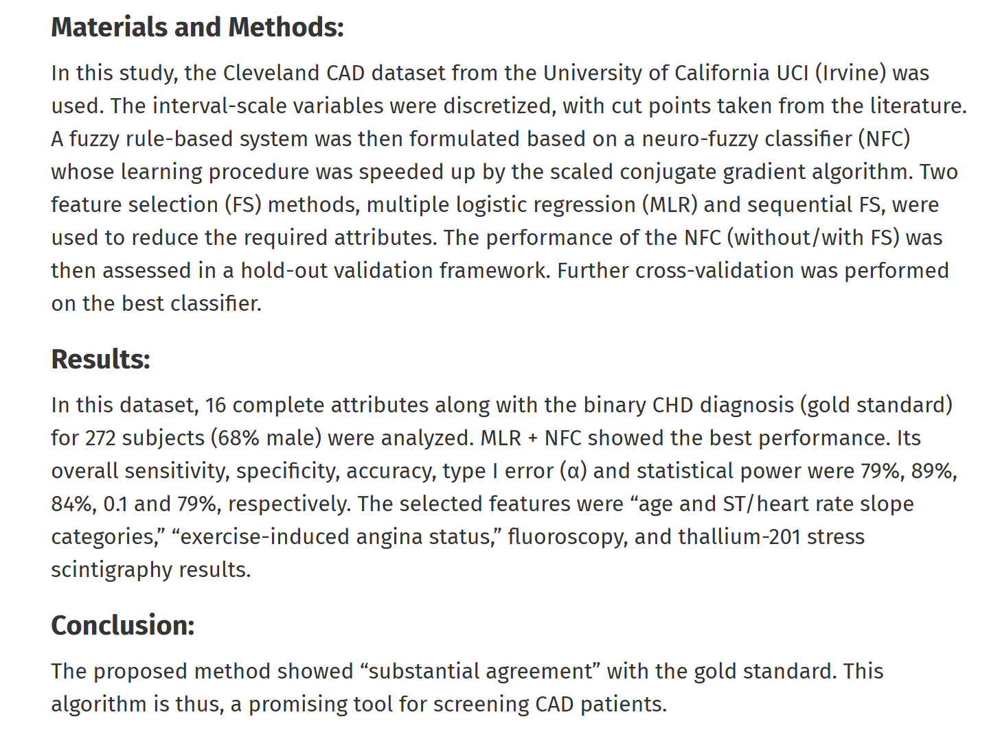 Materials and Methods:
In this study, the Cleveland CAD dataset from the University of California UCI (Irvine) was
used. The interval-scale variables were discretized, with cut points taken from the literature.
A fuzzy rule-based system was then formulated based on a neuro-fuzzy classifier (NFC)
whose learning procedure was speeded up by the scaled conjugate gradient algorithm. Two
feature selection (FS) methods, multiple logistic regression (MLR) and sequential FS, were
used to reduce the required attributes. The performance of the NFC (without/with FS) was
then assessed in a hold-out validation framework. Further cross-validation was performed
on the best classifier.
Results:
In this dataset, 16 complete attributes along with the binary CHD diagnosis (gold standard)
for 272 subjects (68% male) were analyzed. MLR + NFC showed the best performance. Its
overall sensitivity, specificity, accuracy, type I error (α) and statistical power were 79%, 89%,
84%, 0.1 and 79%, respectively. The selected features were “age and ST/heart rate slope
categories,” “exercise-induced angina status,” fluoroscopy, and thallium-201 stress
scintigraphy results.
Conclusion:
The proposed method showed “substantial agreement” with the gold standard. This
algorithm is thus, a promising tool for screening CAD patients.